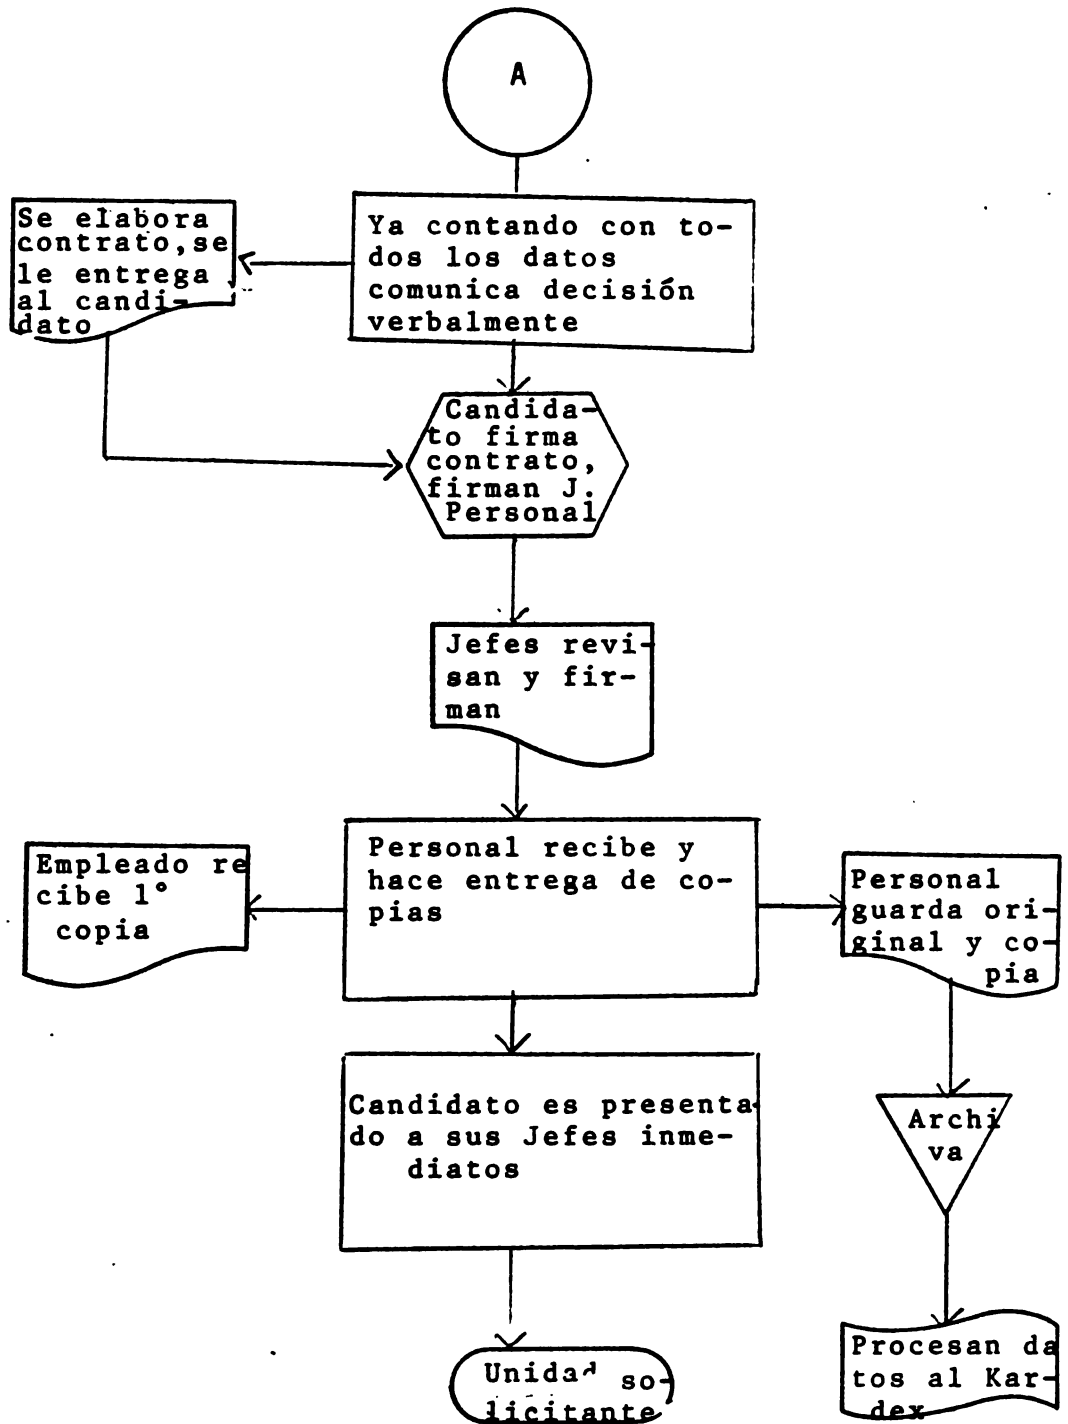 A
Se elabora
contrato,se
le entrega
al candi-
dato
Ya contando con to-
dos los datos
comunica decisión
verbalmente
Candida-
to firma
contrato,
firman J.
Personal
Jefes revi-
san y fir-
man
Empleado re
cibe 1°
copia
Personal recibe y
hace entrega de co-
pias
Personal
guarda ori-
ginal y co-
pia
Candidato es presenta-
do a sus Jefes inme-
diatos
Archi
va
Unidad so-
licitante
Procesan da
tos al Kar-
dex